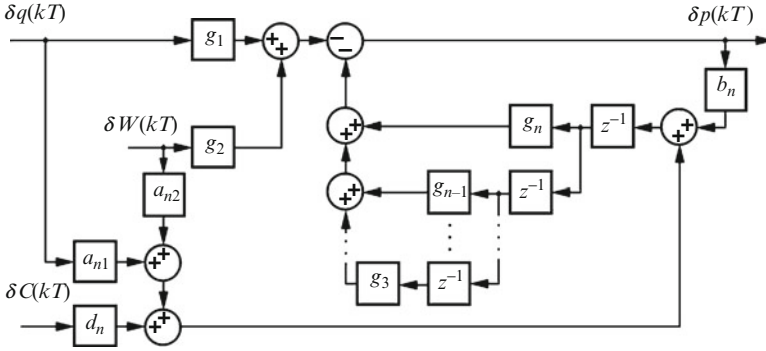 δq(kT)
δp(kT)
g₁
+ +
− −
bₙ
δW(kT)
g₂
+ +
gₙ
z⁻¹
+ +
aₙ₂
+ +
gₙ₋₁
z⁻¹
aₙ₁
+ +
g₃
z⁻¹
δC(kT)
dₙ
+ +